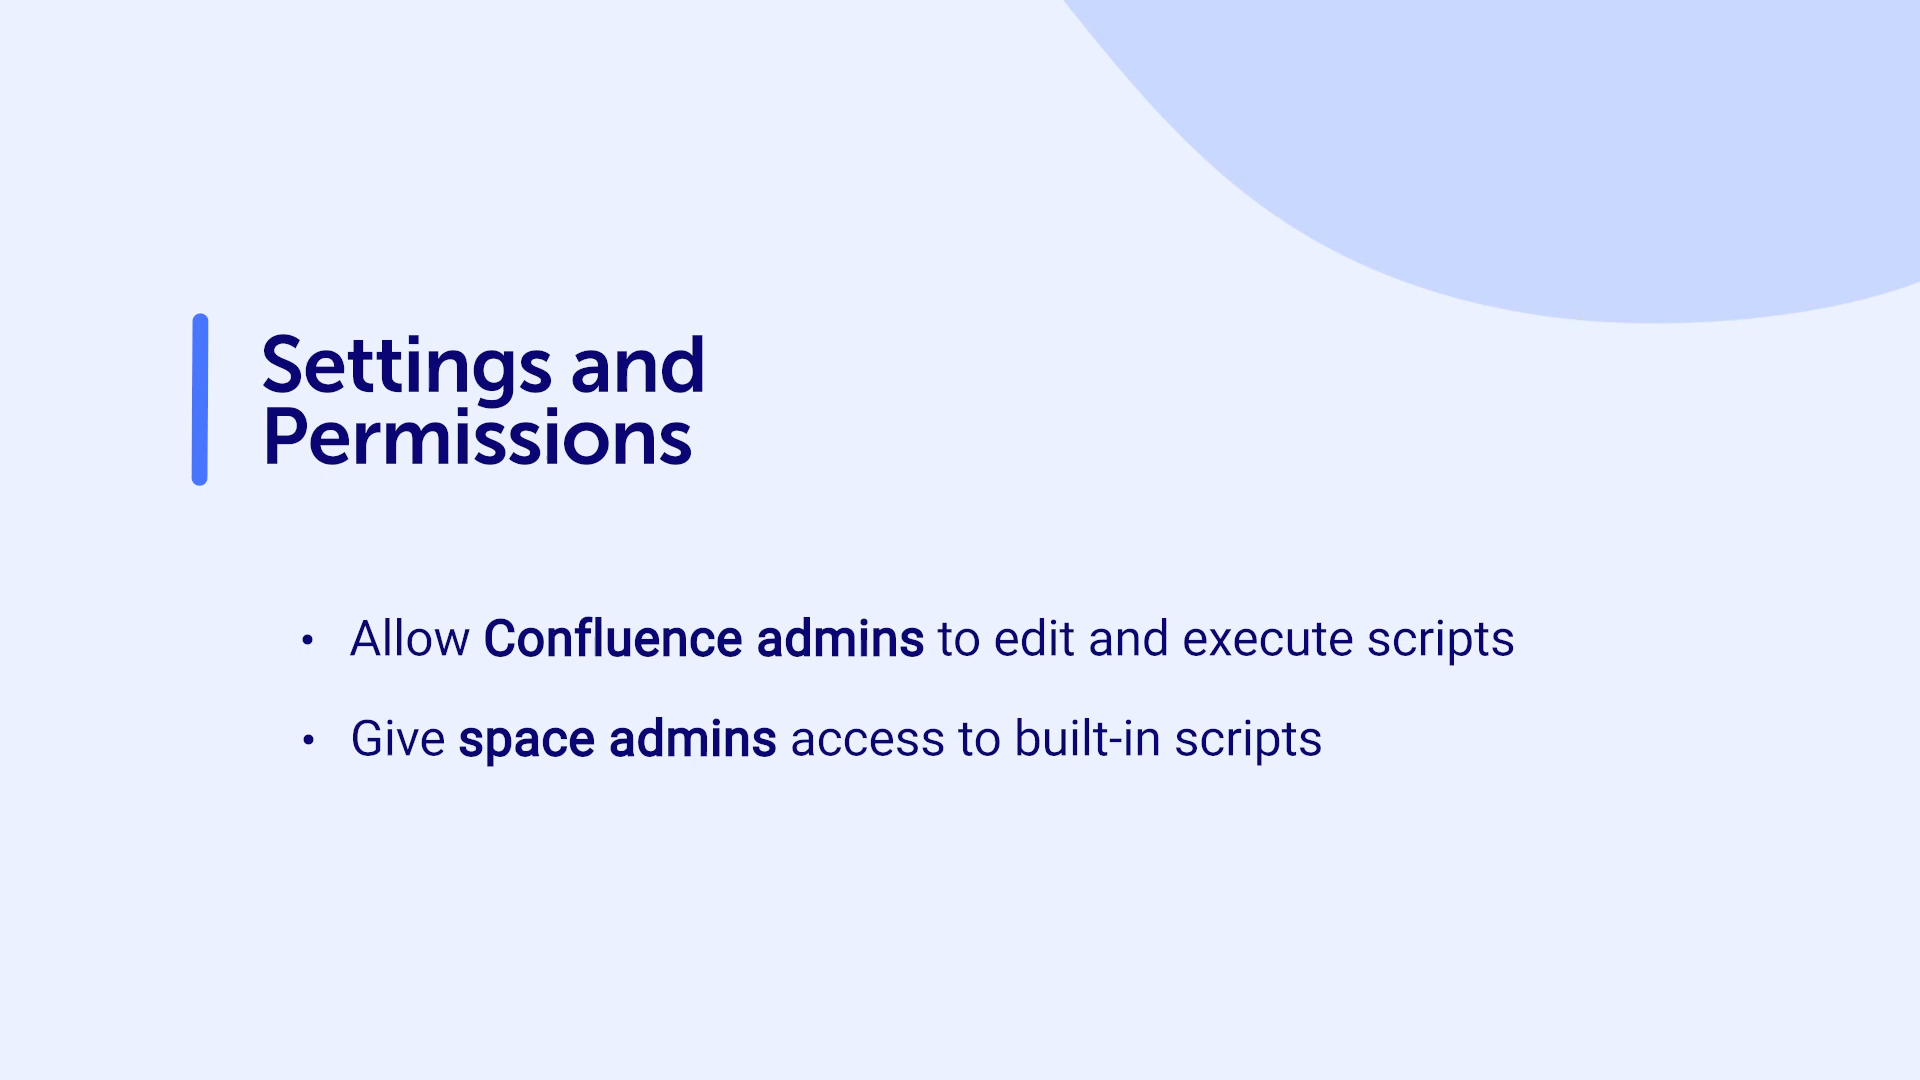 Settings and
Permissions
• Allow Confluence admins to edit and execute scripts
• Give space admins access to built-in scripts